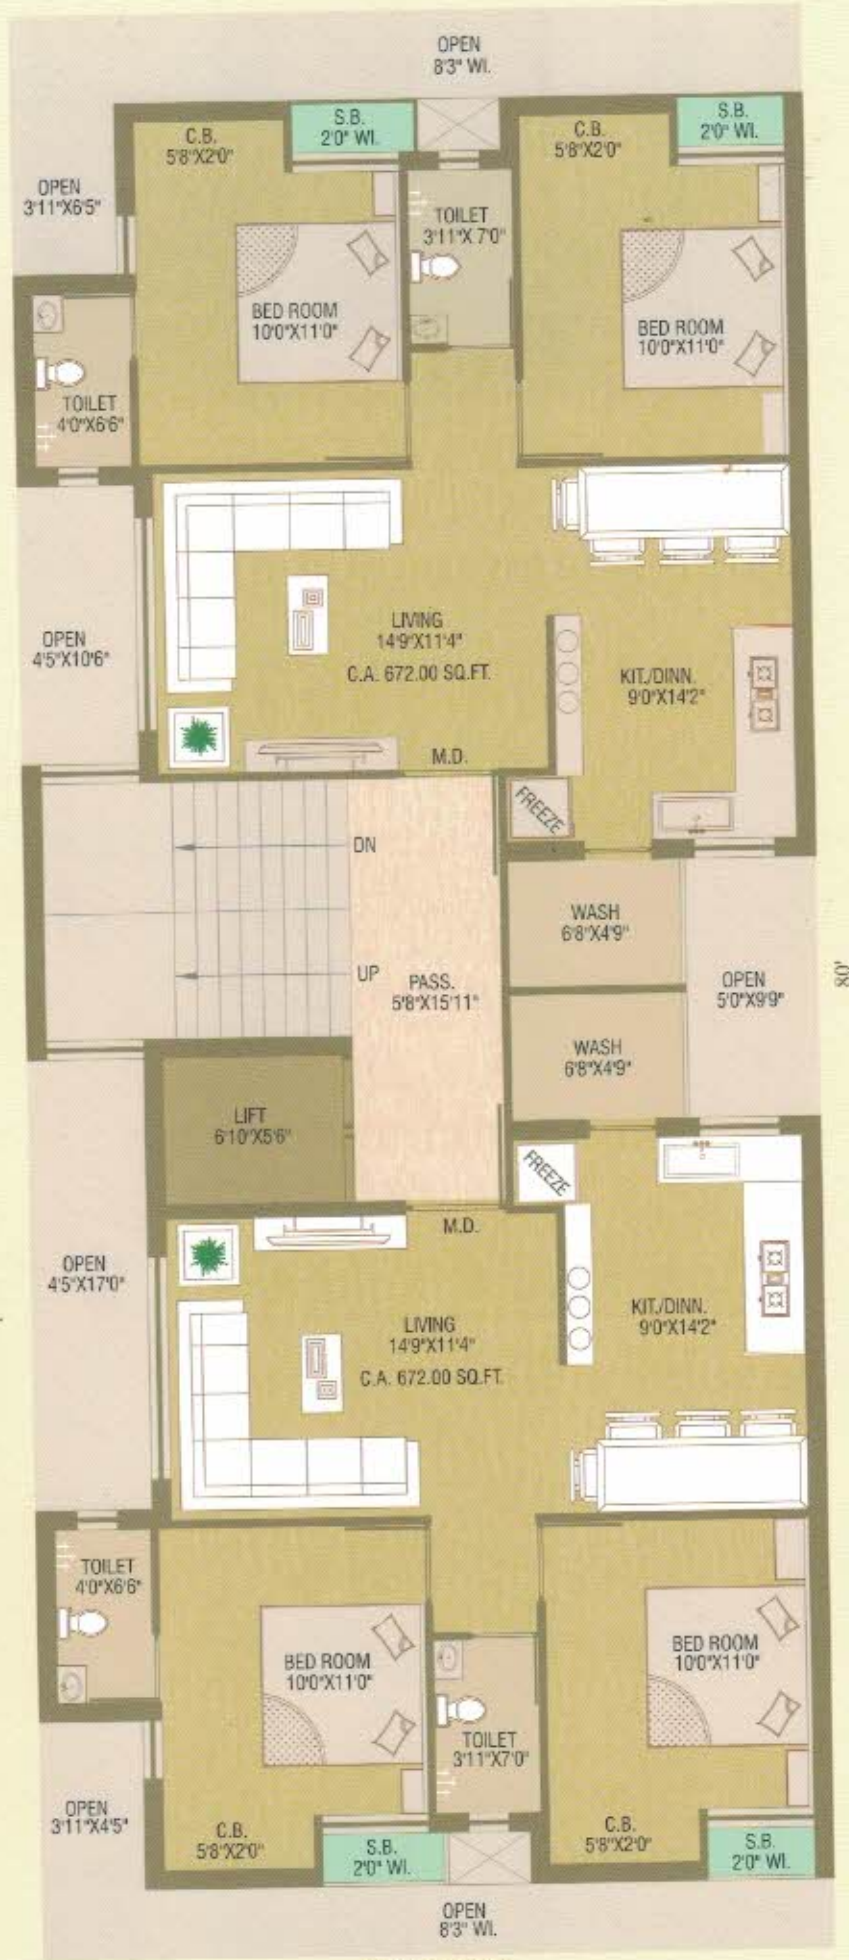 OPEN
8'3" WI.
C.B.
5'8"X2'0"
S.B.
2'0" WI.
C.B.
5'8"X2'0"
S.B.
2'0" WI.
OPEN
3'11"X6'5"
TOILET
3'11"X 7'0"
BED ROOM
10'0"X11'0"
BED ROOM
10'0"X11'0"
TOILET
4'0"X6'6"
OPEN
4'5"X10'6"
LIVING
14'9"X11'4"
C.A. 672.00 SQ.FT.
KIT./DINN.
9'0"X14'2"
M.D.
FREEZE
DN
WASH
6'8"X4'9"
UP
PASS.
5'8"X15'11"
OPEN
5'0"X9'9"
80'
WASH
6'8"X4'9"
LIFT
6'10"X5'6"
FREEZE
M.D.
OPEN
4'5"X17'0"
LIVING
14'9"X11'4"
C.A. 672.00 SQ.FT.
KIT./DINN.
9'0"X14'2"
TOILET
4'0"X6'6"
BED ROOM
10'0"X11'0"
BED ROOM
10'0"X11'0"
TOILET
3'11"X7'0"
OPEN
3'11"X4'5"
C.B.
5'8"X2'0"
S.B.
2'0" WI.
C.B.
5'8"X2'0"
S.B.
2'0" WI.
OPEN
8'3" WI.